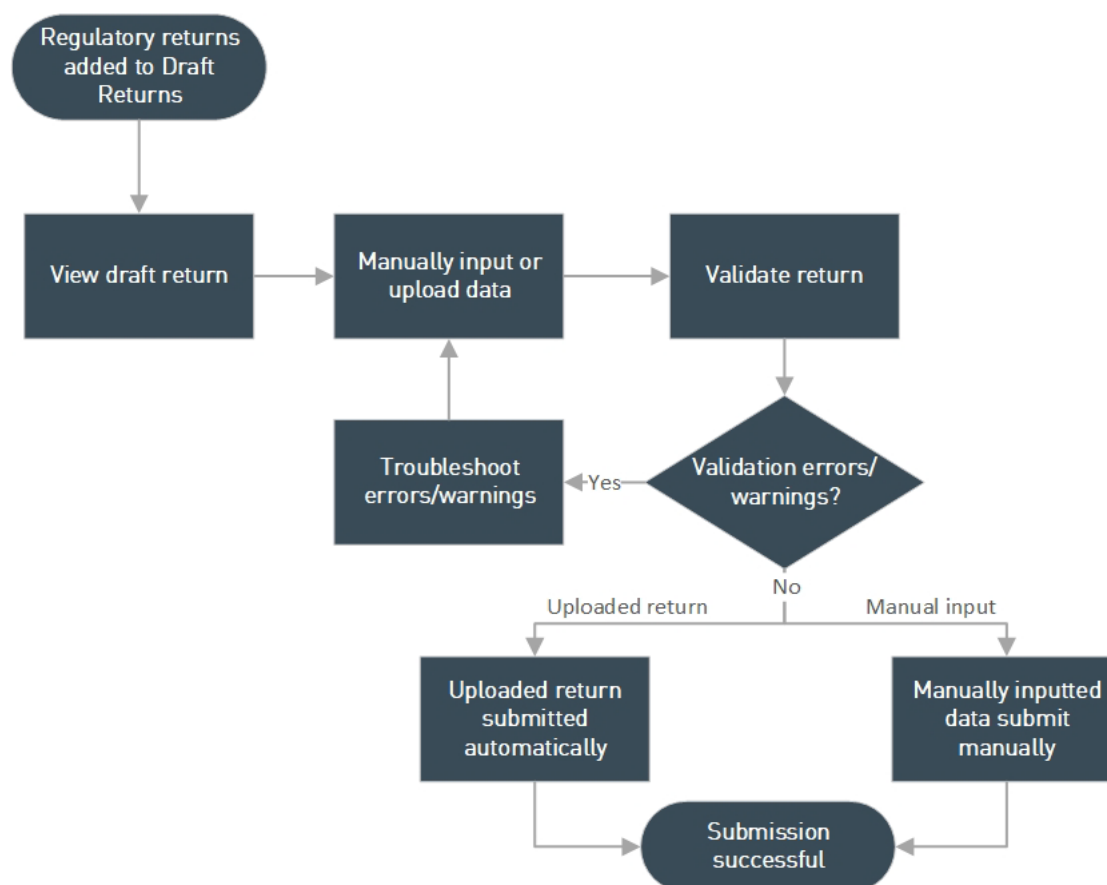 Regulatory returns
added to Draft
Returns
View draft return
Manually input or
upload data
Validate return
Troubleshoot
errors/warnings
Yes
Validation errors/
warnings?
No
Uploaded return
Manual input
Uploaded return
submitted
automatically
Manually inputted
data submit
manually
Submission
successful